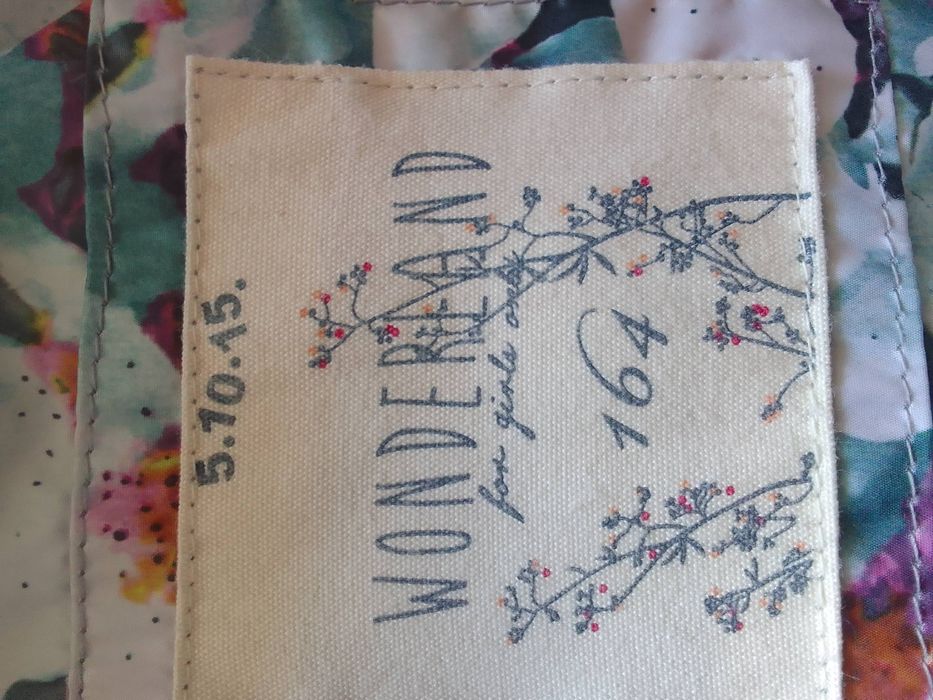 5.10.15.
WONDERLAND
for girls only
164